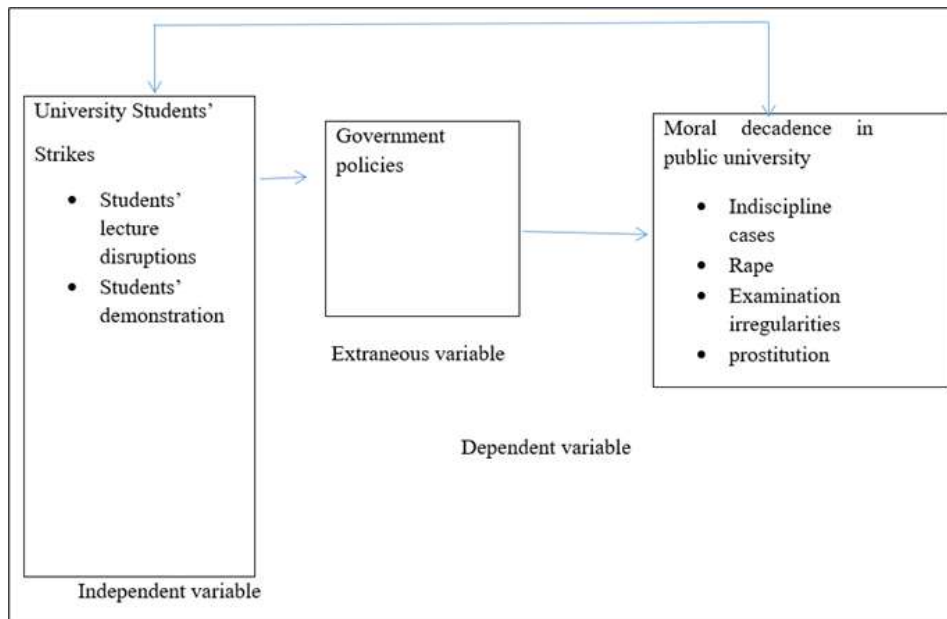 University Students’
Strikes
• Students’
lecture
disruptions
• Students’
demonstration
Independent variable
Government
policies
Extraneous variable
Moral decadence in
public university
• Indiscipline
cases
• Rape
• Examination
irregularities
• prostitution
Dependent variable